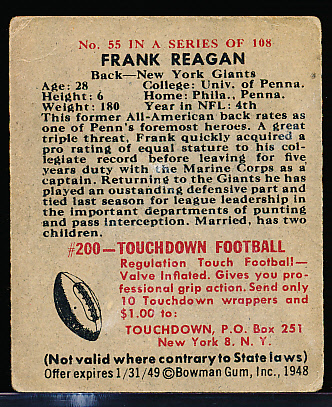 No. 55 IN A SERIES OF 108
FRANK REAGAN
Back—New York Giants
Age: 28 College: Univ. of Penna.
Height: 6 Home: Phila., Penna.
Weight: 180 Year in NFL: 4th
This former All-American back rates as
one of Penn's foremost heroes. A great
triple threat, Frank quickly acquired a
pro rating of equal stature to his col-
legiate record before leaving for five
years duty with the Marine Corps as a
captain. Returning to the Giants he has
played an oustanding defensive part and
tied last season for league leadership in
the important departments of punting
and pass interception. Married, has two
children.
#200—TOUCHDOWN FOOTBALL
Regulation Touch Football—
Valve Inflated. Gives you pro-
fessional grip action. Send only
10 Touchdown wrappers and
$1.00 to:
TOUCHDOWN, P.O. Box 251
New York 8, N. Y.
(Not valid where contrary to State laws)
Offer expires 1/31/49 ©Bowman Gum, Inc., 1948